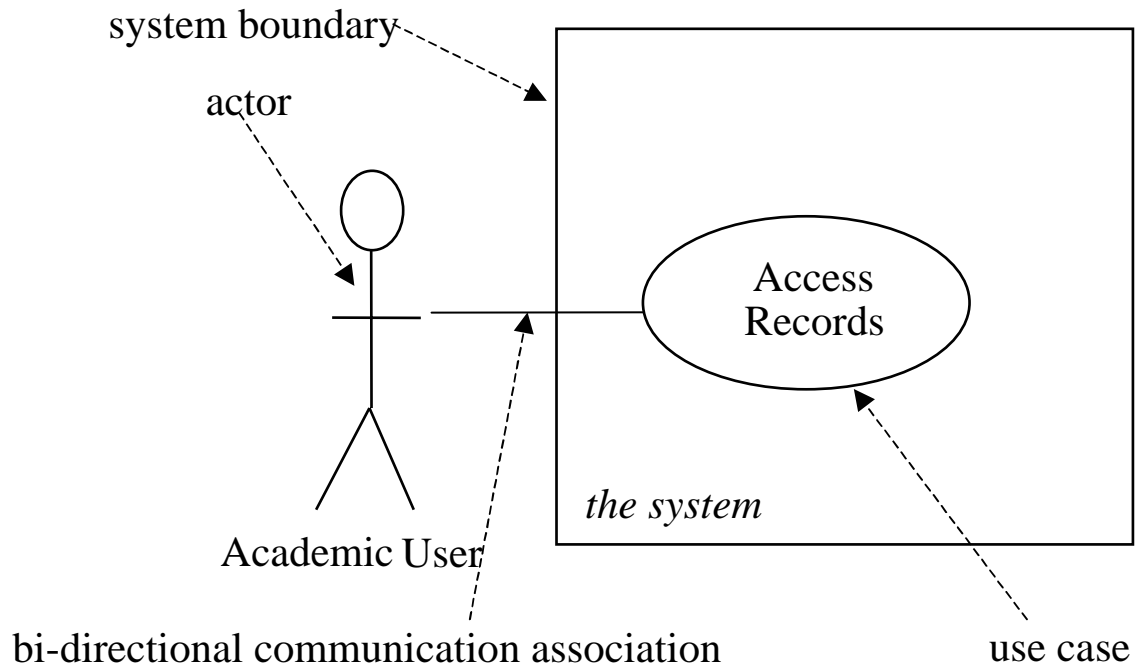 system boundary
actor
Access
Records
the system
Academic User
bi-directional communication association
use case